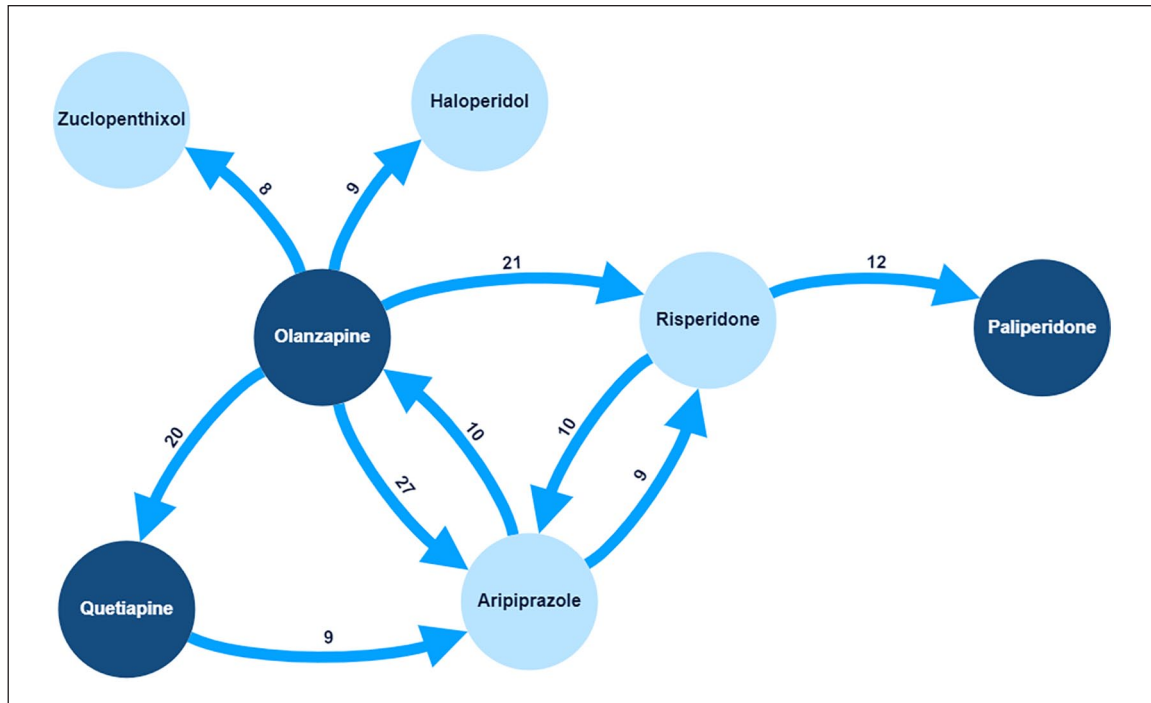 Zuclopenthixol
Haloperidol
8
9
21
12
Olanzapine
Risperidone
Paliperidone
20
27
10
10
9
Quetiapine
Aripiprazole
9